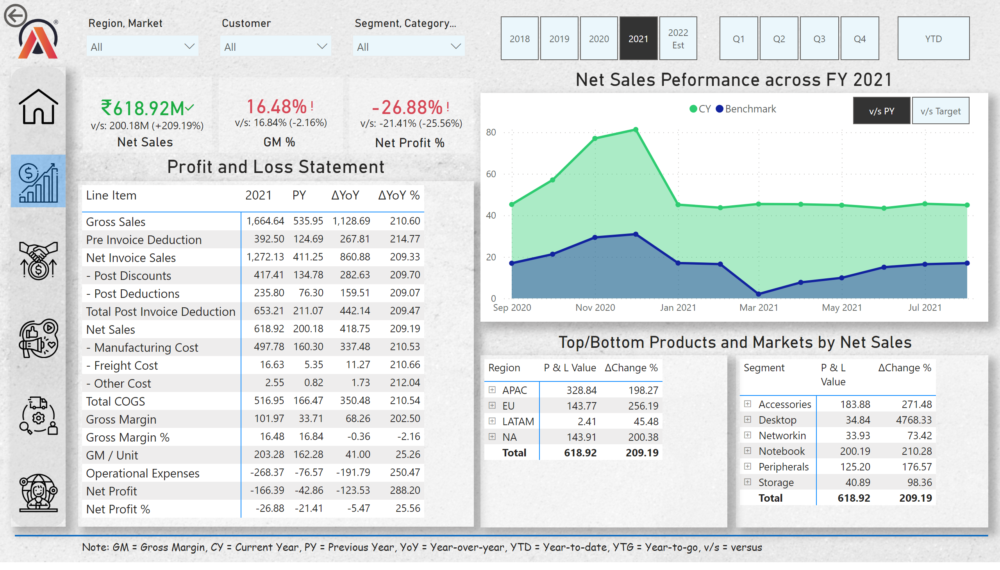 ®
Region, Market
Customer
Segment, Category...
All
All
All
2018
2019
2020
2021
2022
Est
Q1
Q2
Q3
Q4
YTD
₹618.92M
v/s: 200.18M (+209.19%)
Net Sales
16.48%!
v/s: 16.84% (-2.16%)
GM %
-26.88%!
v/s: -21.41% (-25.56%)
Net Profit %
Net Sales Peformance across FY 2021
CY
Benchmark
v/s PY
v/s Target
80
60
40
20
0
Sep 2020
Nov 2020
Jan 2021
Mar 2021
May 2021
Jul 2021
Profit and Loss Statement
Line Item 2021 PY ΔYoY ΔYoY %
Gross Sales 1,664.64 535.95 1,128.69 210.60
Pre Invoice Deduction 392.50 124.69 267.81 214.77
Net Invoice Sales 1,272.13 411.25 860.88 209.33
- Post Discounts 417.41 134.78 282.63 209.70
- Post Deductions 235.80 76.30 159.51 209.07
Total Post Invoice Deduction 653.21 211.07 442.14 209.47
Net Sales 618.92 200.18 418.75 209.19
- Manufacturing Cost 497.78 160.30 337.48 210.53
- Freight Cost 16.63 5.35 11.27 210.66
- Other Cost 2.55 0.82 1.73 212.04
Total COGS 516.95 166.47 350.48 210.54
Gross Margin 101.97 33.71 68.26 202.50
Gross Margin % 16.48 16.84 -0.36 -2.16
GM / Unit 203.28 162.28 41.00 25.26
Operational Expenses -268.37 -76.57 -191.79 250.47
Net Profit -166.39 -42.86 -123.53 288.20
Net Profit % -26.88 -21.41 -5.47 25.56
Top/Bottom Products and Markets by Net Sales
Region P & L Value ΔChange %
APAC 328.84 198.27
EU 143.77 256.19
LATAM 2.41 45.48
NA 143.91 200.38
Total 618.92 209.19
Segment P & L ΔChange %
Value
Accessories 183.88 271.48
Desktop 34.84 4768.33
Networkin 33.93 73.42
Notebook 200.19 210.28
Peripherals 125.20 176.57
Storage 40.89 98.36
Total 618.92 209.19
Note: GM = Gross Margin, CY = Current Year, PY = Previous Year, YoY = Year-over-year, YTD = Year-to-date, YTG = Year-to-go, v/s = versus